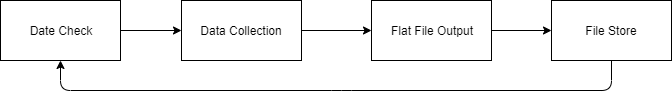 Date Check
Data Collection
Flat File Output
File Store